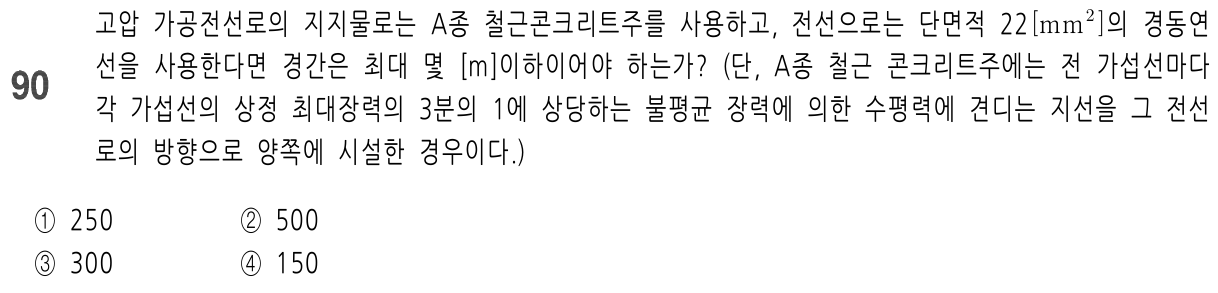 고압 가공전선로의 지지물로는 A종 철근콘크리트주를 사용하고, 전선으로는 단면적 22[mm²]의 경동연
90 선을 사용한다면 경간은 최대 몇 [m]이하이어야 하는가? (단, A종 철근 콘크리트주에는 전 가섭선마다
각 가섭선의 상정 최대장력의 3분의 1에 상당하는 불평균 장력에 의한 수평력에 견디는 지선을 그 전선
로의 방향으로 양쪽에 시설한 경우이다.)
① 250 ② 500
③ 300 ④ 150